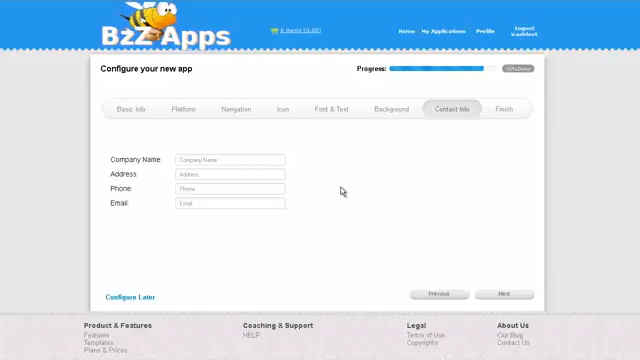 BzZ Apps
0 items (0.00)
Home My Applications Profile Logout
Configure your new app
Progress:
Basic Info Platform Navigation Icon Font & Text Background Contact Info Finish
Company Name: Company Name
Address: Address
Phone: Phone
Email: Email
Configure Later
Previous Next
Product & Features Coaching & Support Legal About Us
Features HELP Terms of Use Our Blog
Templates Copyrights Contact Us
Plans & Prices